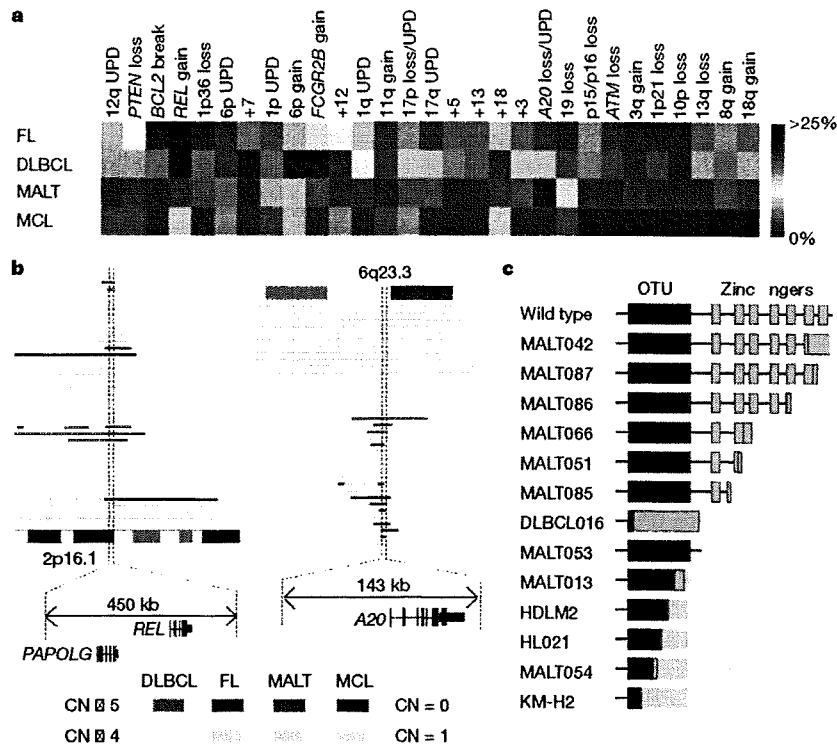 a
12q UPD
PTEN loss
BCL2 break
REL gain
1p36 loss
6p UPD
+7
1p UPD
6p gain
FCGR2B gain
+12
1q UPD
11q gain
17p loss/UPD
17q UPD
+5
+13
+18
+3
A20 loss/UPD
19 loss
p15/p16 loss
ATM loss
3q gain
1p21 loss
10p loss
13q loss
8q gain
18q gain
FL
DLBCL
MALT
MCL
>25%
0%
b
6q23.3
2p16.1
450 kb
REL
PAPOLG
143 kb
A20
DLBCL FL MALT MCL
CN 5 CN = 0
CN 4 CN = 1
c
OTU Zinc ngers
Wild type
MALT042
MALT087
MALT086
MALT066
MALT051
MALT085
DLBCL016
MALT053
MALT013
HDLM2
HL021
MALT054
KM-H2